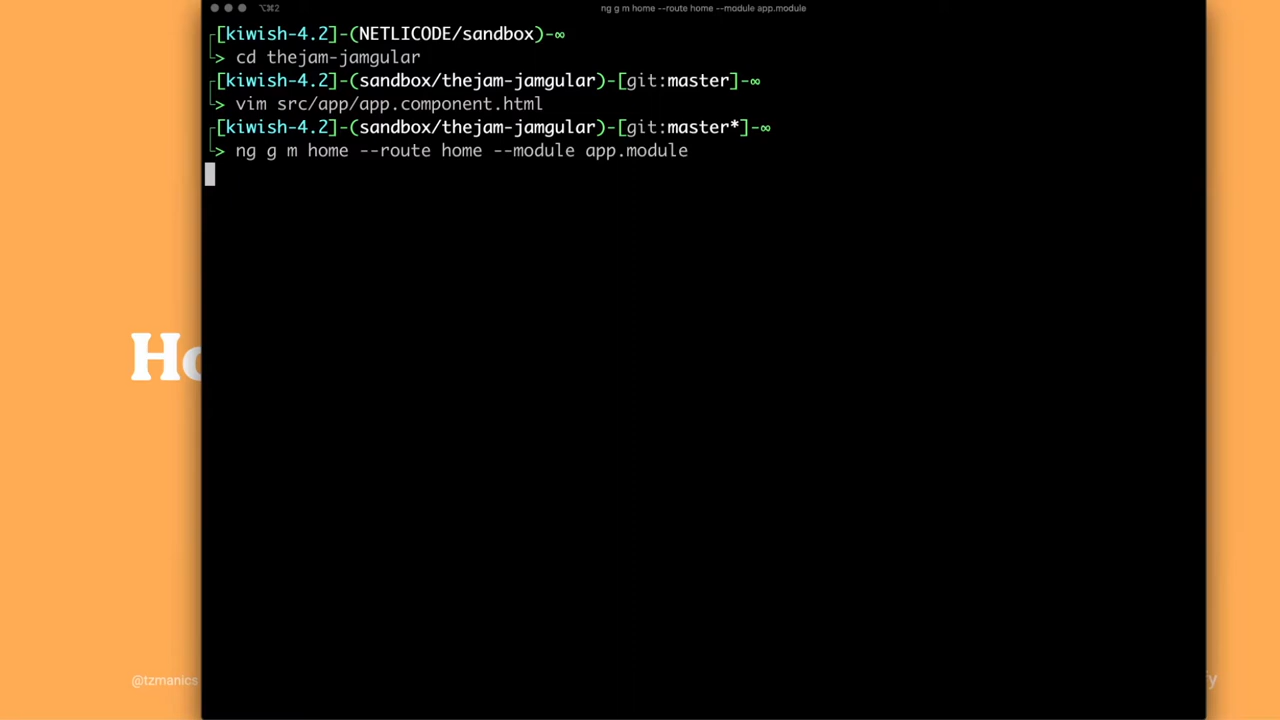 ⌥⌘2 ng g m home --route home --module app.module
[kiwish-4.2]-(NETLICODE/sandbox)-∞
> cd thejam-jamgular
[kiwish-4.2]-(sandbox/thejam-jamgular)-[git:master]-∞
> vim src/app/app.component.html
[kiwish-4.2]-(sandbox/thejam-jamgular)-[git:master*]-∞
> ng g m home --route home --module app.module
@tzmanics